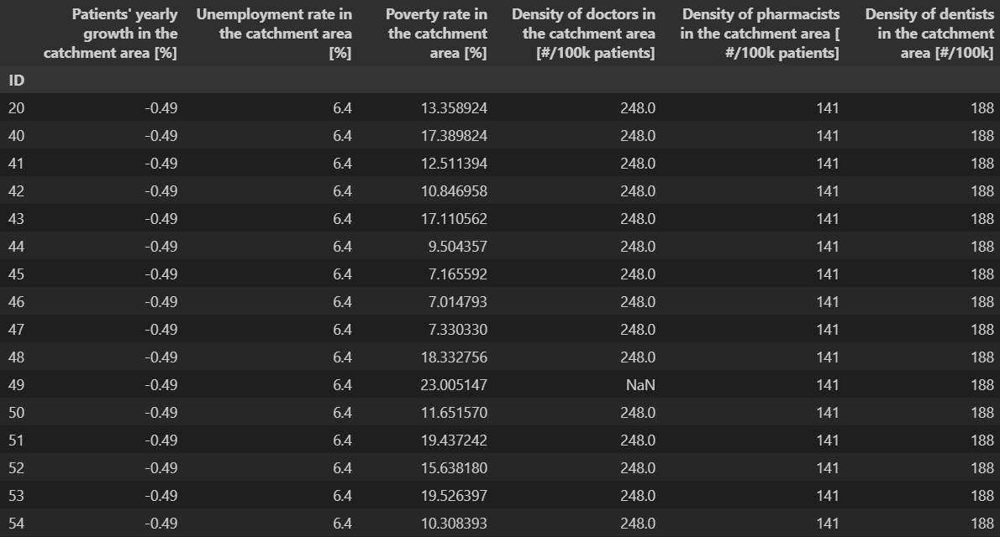 Patients' yearly growth in the catchment area [%] Unemployment rate in the catchment area [%] Poverty rate in the catchment area [%] Density of doctors in the catchment area [#/100k patients] Density of pharmacists in the catchment area [ #/100k patients] Density of dentists in the catchment area [#/100k]
ID
20 -0.49 6.4 13.358924 248.0 141 188
40 -0.49 6.4 17.389824 248.0 141 188
41 -0.49 6.4 12.511394 248.0 141 188
42 -0.49 6.4 10.846958 248.0 141 188
43 -0.49 6.4 17.110562 248.0 141 188
44 -0.49 6.4 9.504357 248.0 141 188
45 -0.49 6.4 7.165592 248.0 141 188
46 -0.49 6.4 7.014793 248.0 141 188
47 -0.49 6.4 7.330330 248.0 141 188
48 -0.49 6.4 18.332756 248.0 141 188
49 -0.49 6.4 23.005147 NaN 141 188
50 -0.49 6.4 11.651570 248.0 141 188
51 -0.49 6.4 19.437242 248.0 141 188
52 -0.49 6.4 15.638180 248.0 141 188
53 -0.49 6.4 19.526397 248.0 141 188
54 -0.49 6.4 10.308393 248.0 141 188